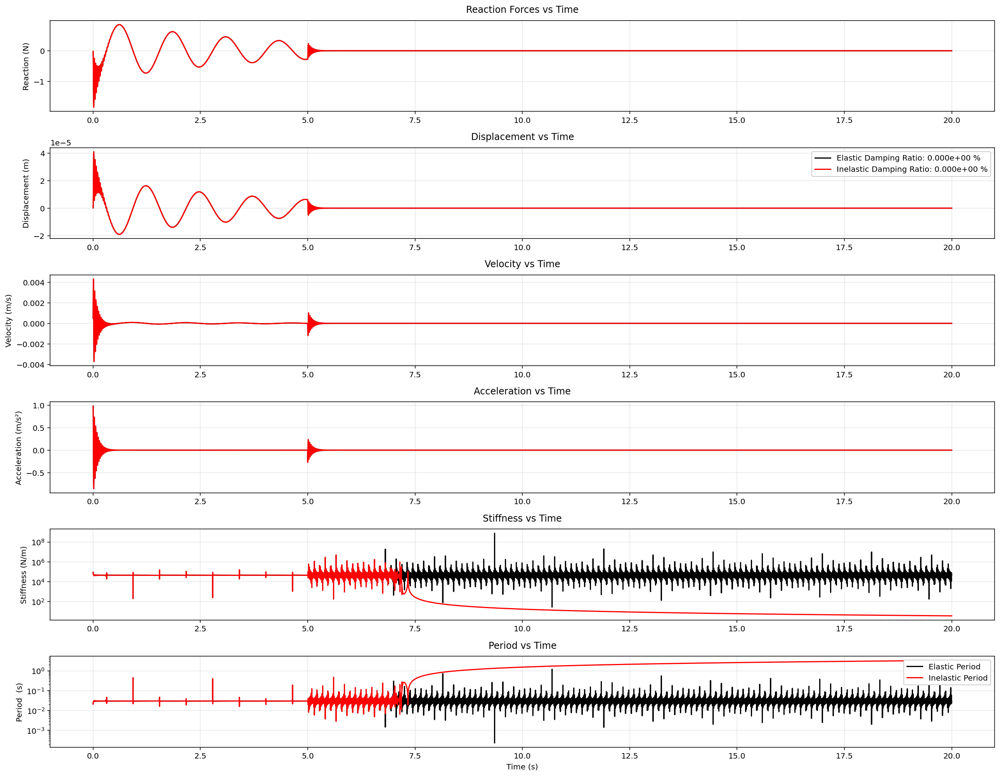 Reaction Forces vs Time
Reaction (N)
0
−1
0.0 2.5 5.0 7.5 10.0 12.5 15.0 17.5 20.0
Displacement vs Time
1e−5
Displacement (m)
4
2
0
−2
Elastic Damping Ratio: 0.000e+00 %
Inelastic Damping Ratio: 0.000e+00 %
0.0 2.5 5.0 7.5 10.0 12.5 15.0 17.5 20.0
Velocity vs Time
Velocity (m/s)
0.004
0.002
0.000
−0.002
−0.004
0.0 2.5 5.0 7.5 10.0 12.5 15.0 17.5 20.0
Acceleration vs Time
Acceleration (m/s²)
1.0
0.5
0.0
−0.5
0.0 2.5 5.0 7.5 10.0 12.5 15.0 17.5 20.0
Stiffness vs Time
Stiffness (N/m)
10⁸
10⁶
10⁴
10²
0.0 2.5 5.0 7.5 10.0 12.5 15.0 17.5 20.0
Period vs Time
Period (s)
10⁰
10⁻¹
10⁻²
10⁻³
Elastic Period
Inelastic Period
0.0 2.5 5.0 7.5 10.0 12.5 15.0 17.5 20.0
Time (s)